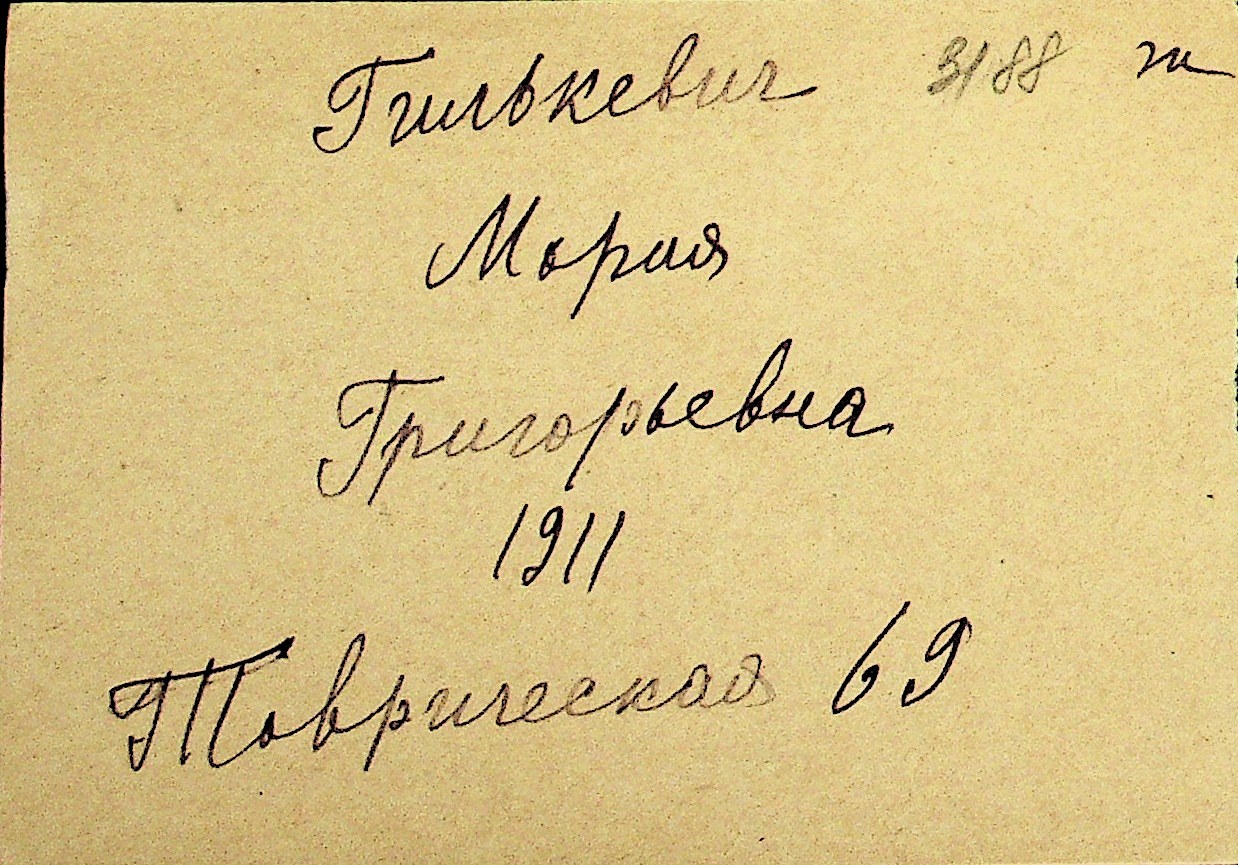 Гилькевич 3188 ж
Мария
Григорьевна
1911
Таврическая 69